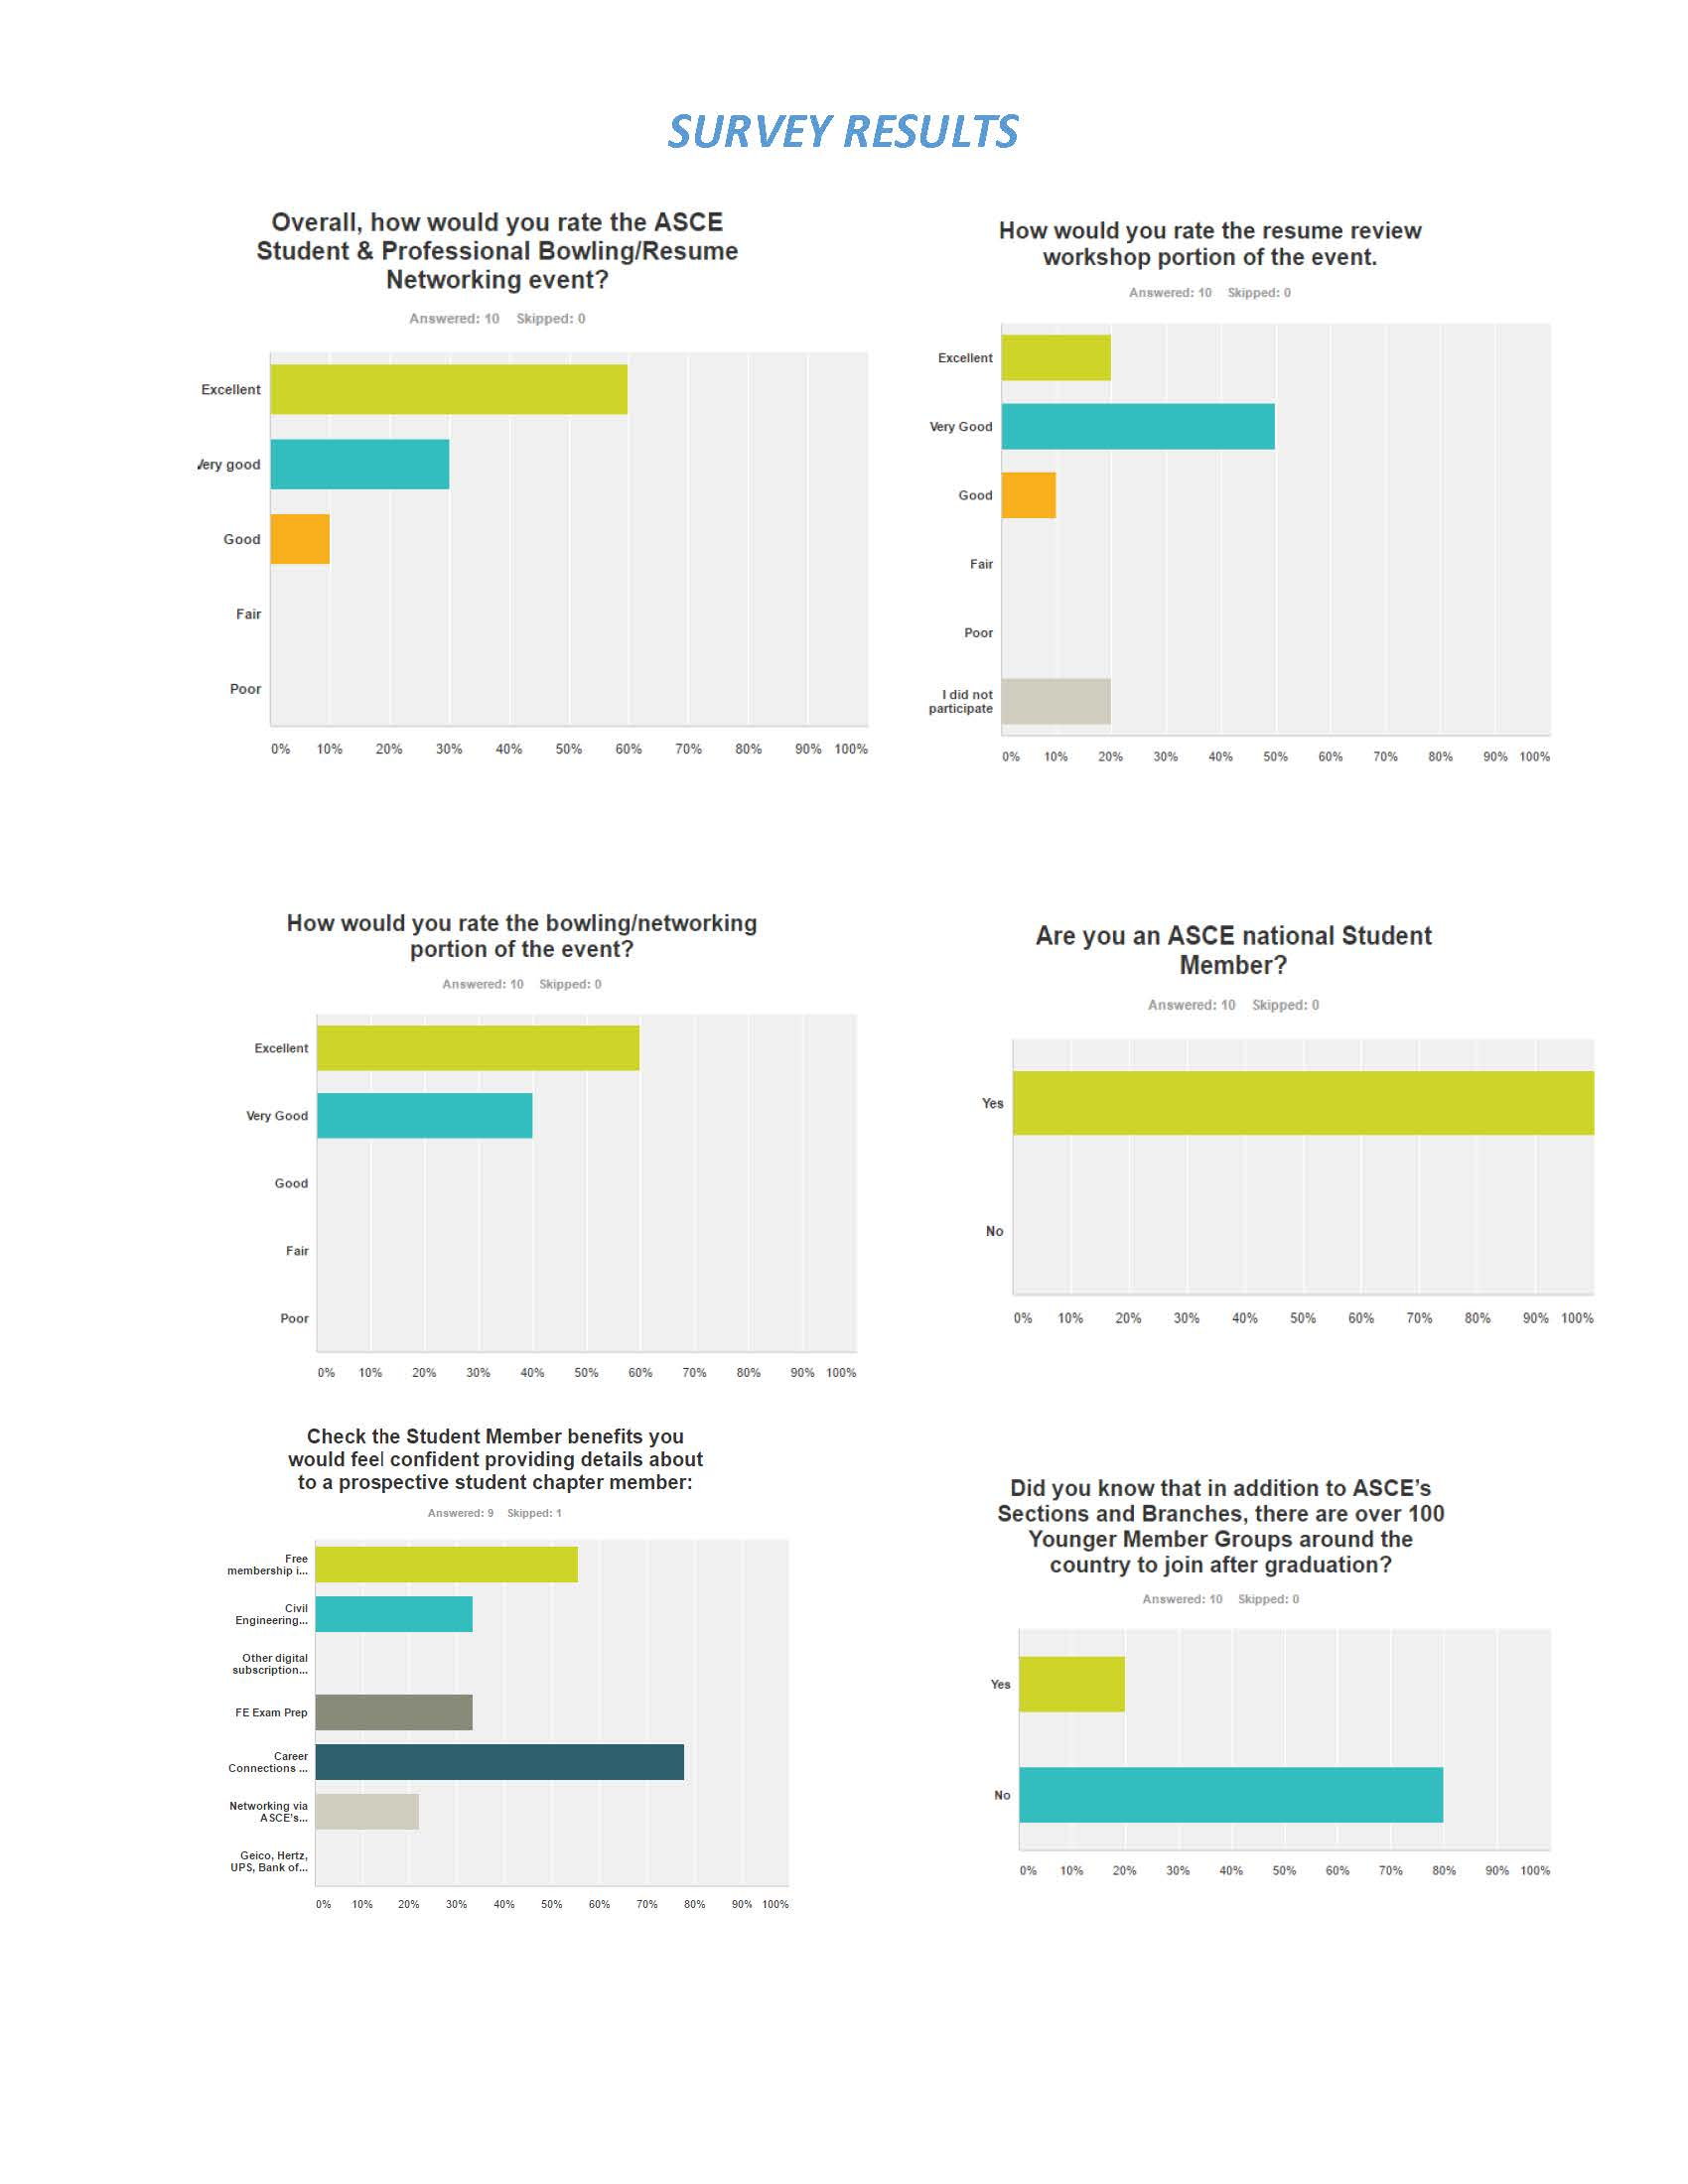 SURVEY RESULTS
Overall, how would you rate the ASCE
Student & Professional Bowling/Resume
Networking event?
Answered: 10 Skipped: 0
Excellent
Very good
Good
Fair
Poor
0% 10% 20% 30% 40% 50% 60% 70% 80% 90% 100%
How would you rate the resume review
workshop portion of the event.
Answered: 10 Skipped: 0
Excellent
Very Good
Good
Fair
Poor
I did not
participate
0% 10% 20% 30% 40% 50% 60% 70% 80% 90% 100%
How would you rate the bowling/networking
portion of the event?
Answered: 10 Skipped: 0
Excellent
Very Good
Good
Fair
Poor
0% 10% 20% 30% 40% 50% 60% 70% 80% 90% 100%
Are you an ASCE national Student
Member?
Answered: 10 Skipped: 0
Yes
No
0% 10% 20% 30% 40% 50% 60% 70% 80% 90% 100%
Check the Student Member benefits you
would feel confident providing details about
to a prospective student chapter member:
Answered: 9 Skipped: 1
Free
membership i...
Civil
Engineering...
Other digital
subscription...
FE Exam Prep
Career
Connections ...
Networking via
ASCE's...
Geico, Hertz,
UPS, Bank of...
0% 10% 20% 30% 40% 50% 60% 70% 80% 90% 100%
Did you know that in addition to ASCE's
Sections and Branches, there are over 100
Younger Member Groups around the
country to join after graduation?
Answered: 10 Skipped: 0
Yes
No
0% 10% 20% 30% 40% 50% 60% 70% 80% 90% 100%